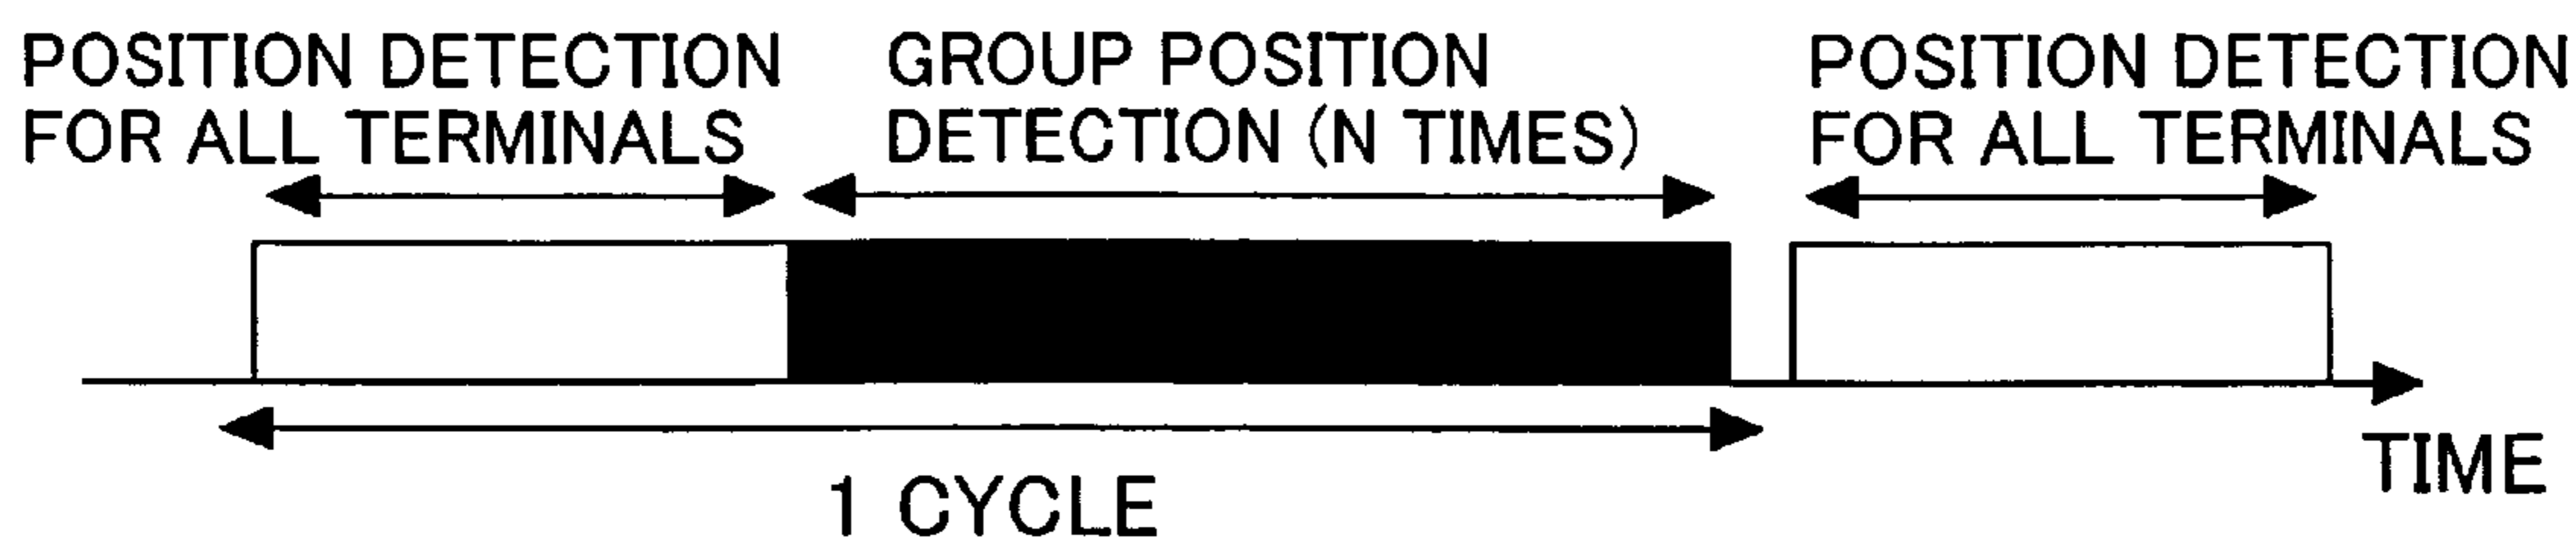 POSITION DETECTION
FOR ALL TERMINALS
GROUP POSITION
DETECTION (N TIMES)
POSITION DETECTION
FOR ALL TERMINALS
1 CYCLE
TIME